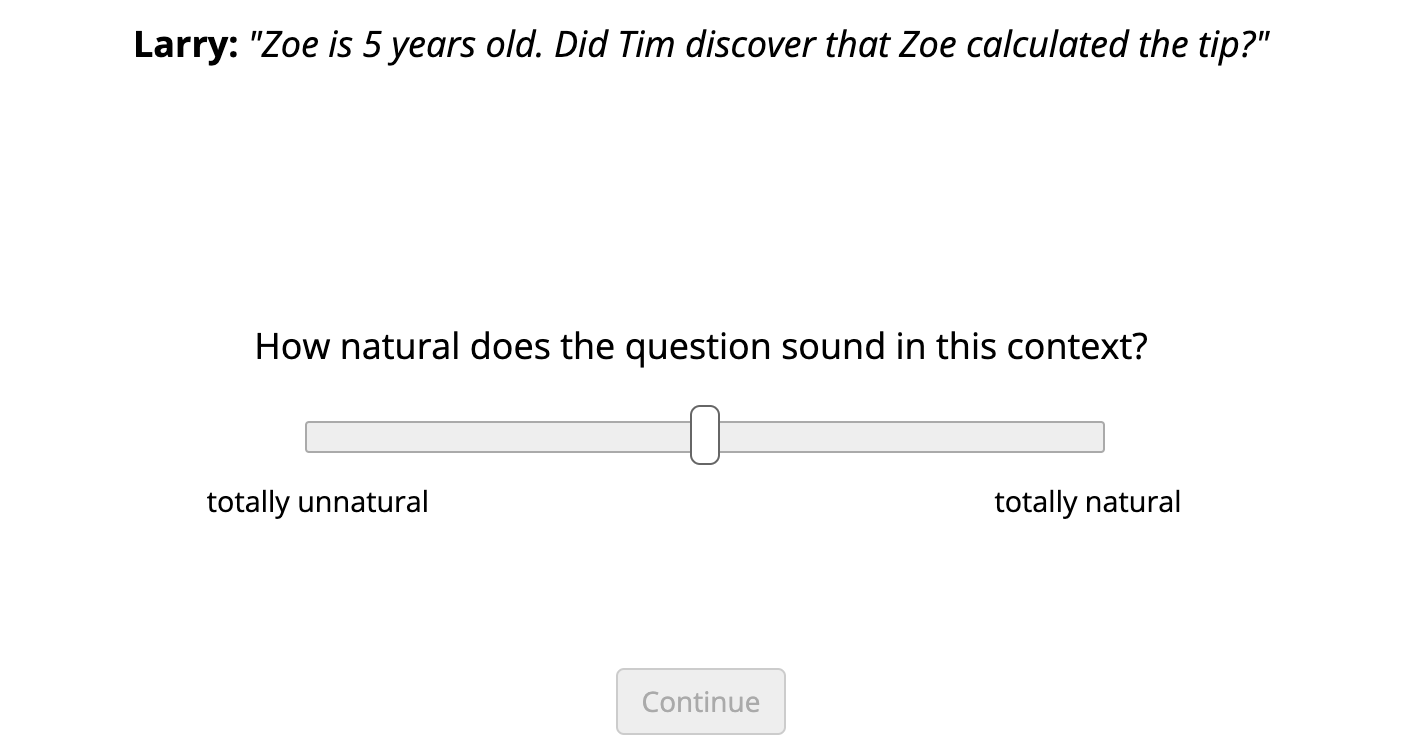 Larry: "Zoe is 5 years old. Did Tim discover that Zoe calculated the tip?"
How natural does the question sound in this context?
totally unnatural
totally natural
Continue